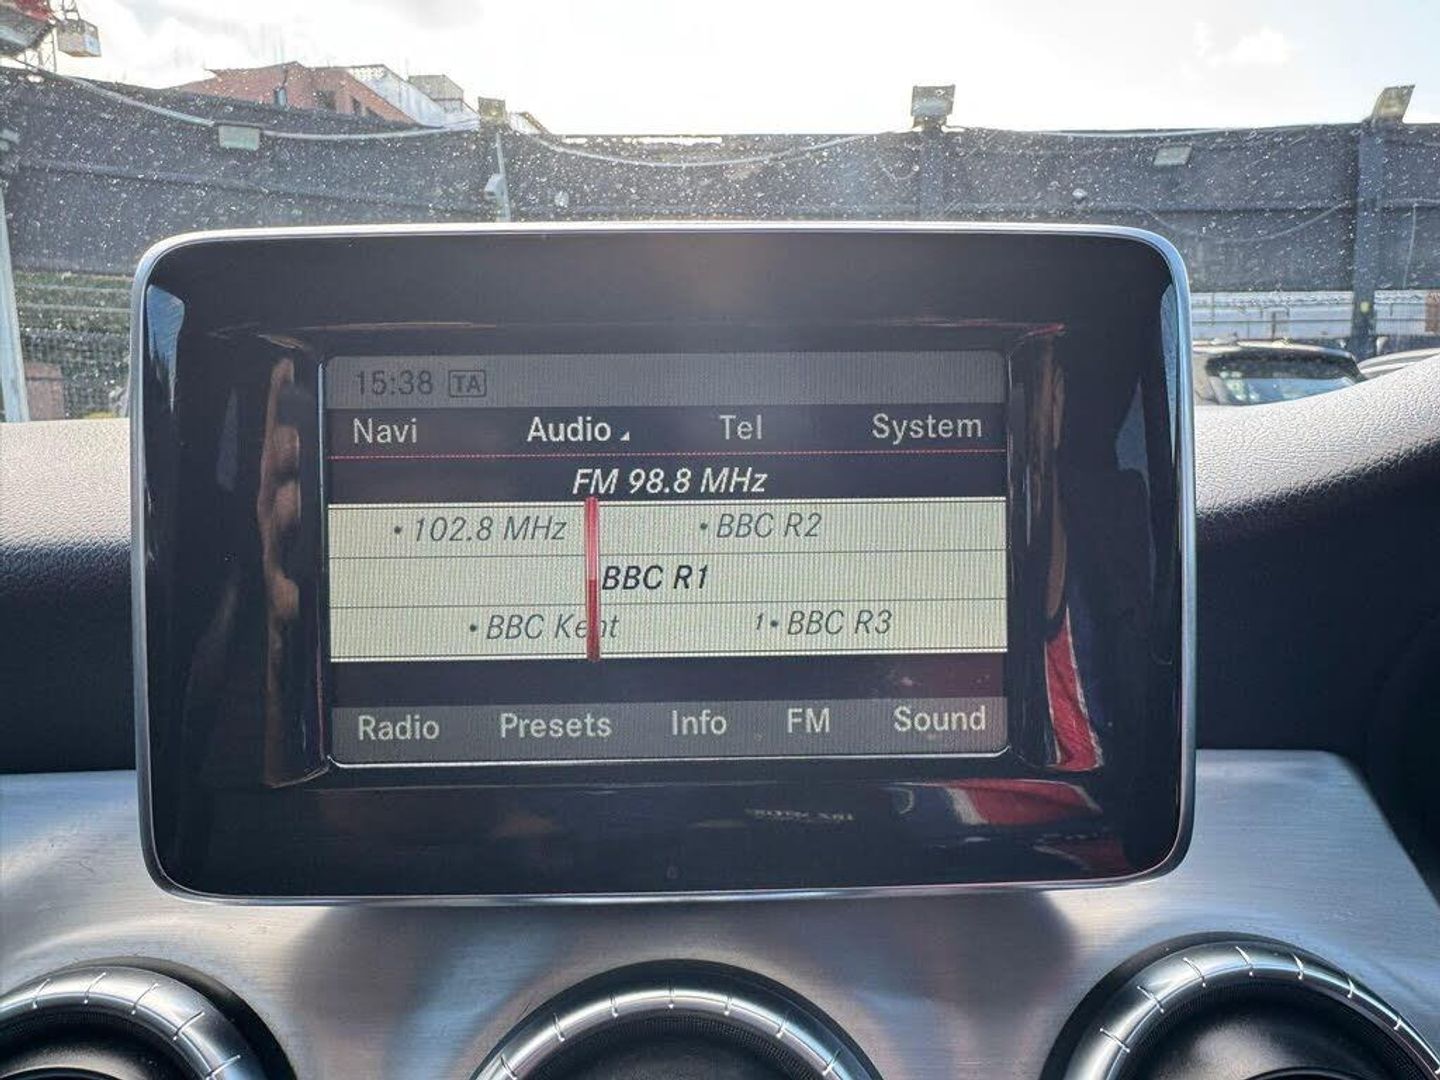 15:38 TA
Navi Audio Tel System
FM 98.8 MHz
• 102.8 MHz • BBC R2
BBC R1
• BBC Kent 1• BBC R3
Radio Presets Info FM Sound